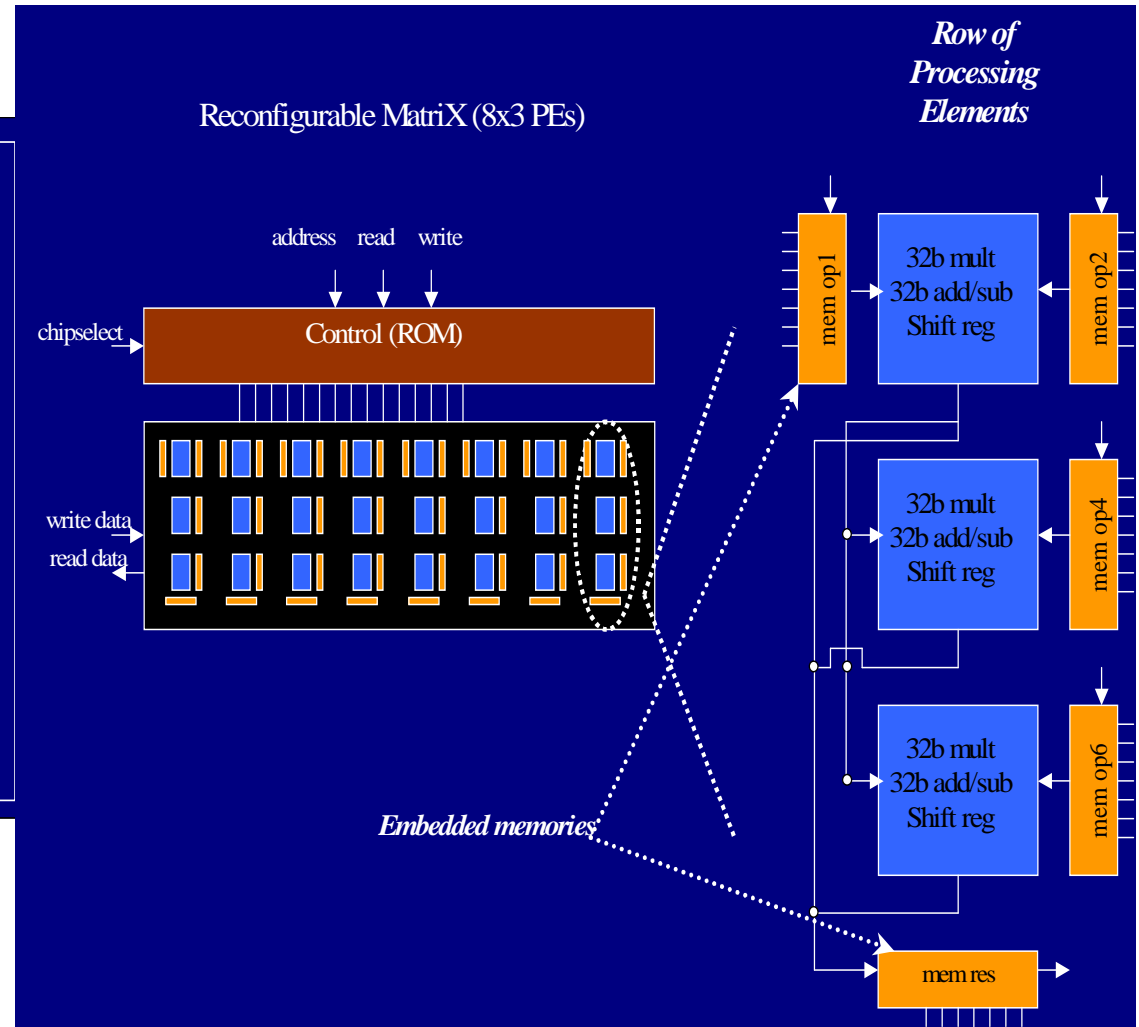 Row of
Processing
Elements
Reconfigurable MatriX (8x3 PEs)
address read write
chipselect
Control (ROM)
write data
read data
mem op1
32b mult
32b add/sub
Shift reg
mem op2
32b mult
32b add/sub
Shift reg
mem op4
32b mult
32b add/sub
Shift reg
mem op6
Embedded memories
mem res